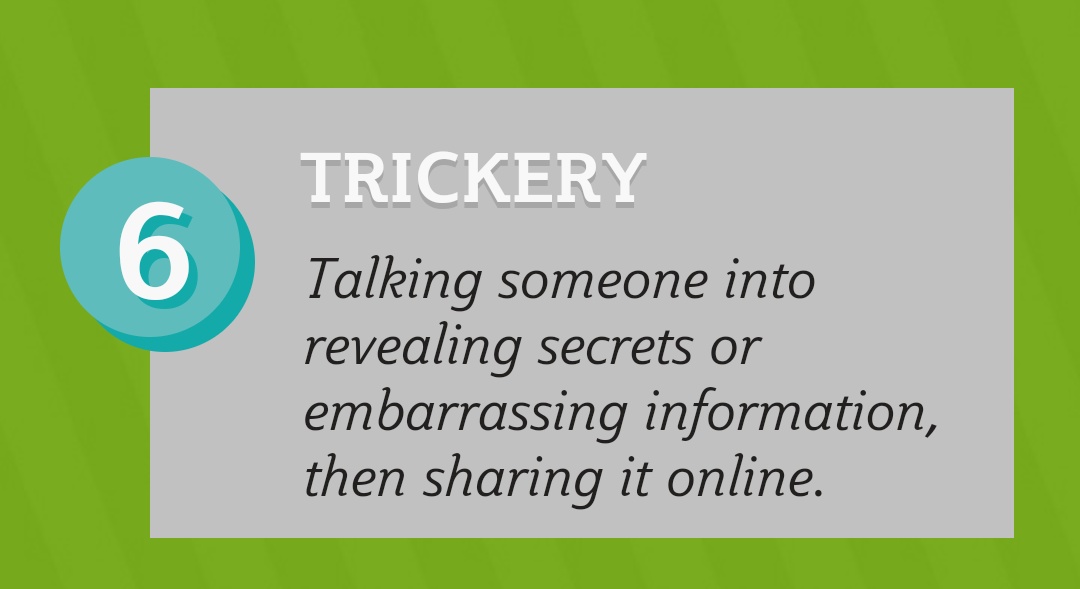 6
TRICKERY
Talking someone into
revealing secrets or
embarrassing information,
then sharing it online.